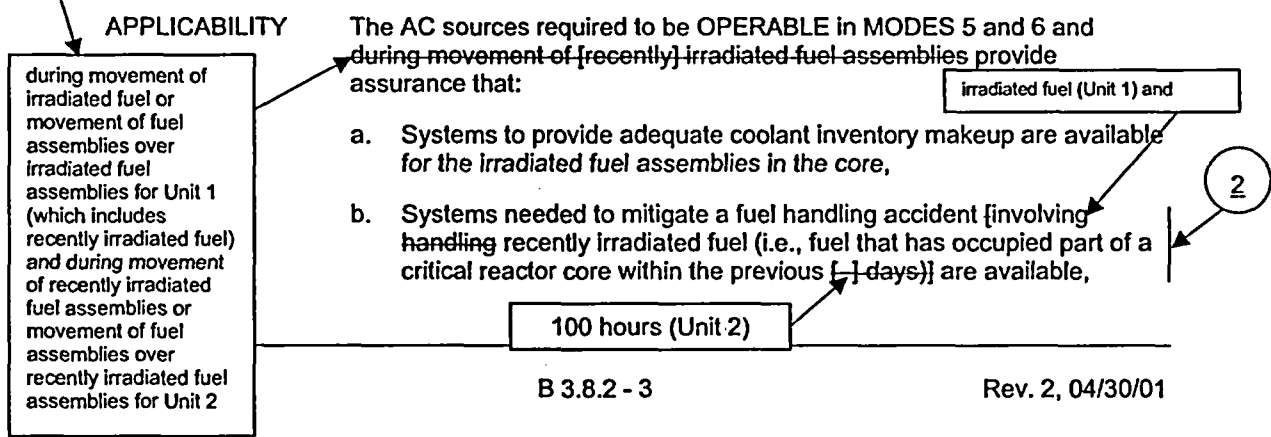 APPLICABILITY The AC sources required to be OPERABLE in MODES 5 and 6 and
during movement of [recently] irradiated fuel assemblies provide
assurance that:
during movement of
irradiated fuel or
movement of fuel
assemblies over
irradiated fuel
assemblies for Unit 1
(which includes
recently irradiated fuel)
and during movement
of recently irradiated
fuel assemblies or
movement of fuel
assemblies over
recently irradiated fuel
assemblies for Unit 2
irradiated fuel (Unit 1) and
a. Systems to provide adequate coolant inventory makeup are available
for the irradiated fuel assemblies in the core,
2
b. Systems needed to mitigate a fuel handling accident [involving
handling recently irradiated fuel (i.e., fuel that has occupied part of a
critical reactor core within the previous [ ] days)] are available,
100 hours (Unit 2)
B 3.8.2 - 3 Rev. 2, 04/30/01